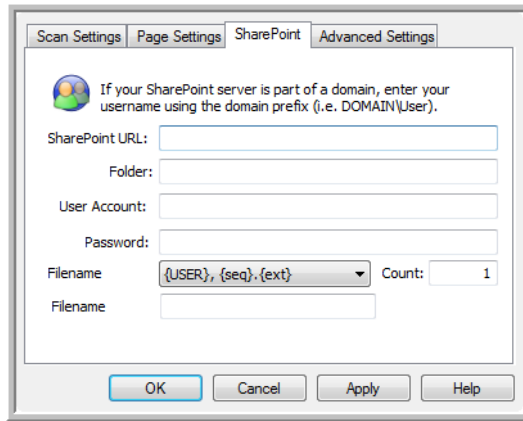 Scan Settings Page Settings SharePoint Advanced Settings
If your SharePoint server is part of a domain, enter your
username using the domain prefix (i.e. DOMAIN\User).
SharePoint URL:
Folder:
User Account:
Password:
Filename {USER}, {seq}.{ext} Count: 1
Filename
OK Cancel Apply Help